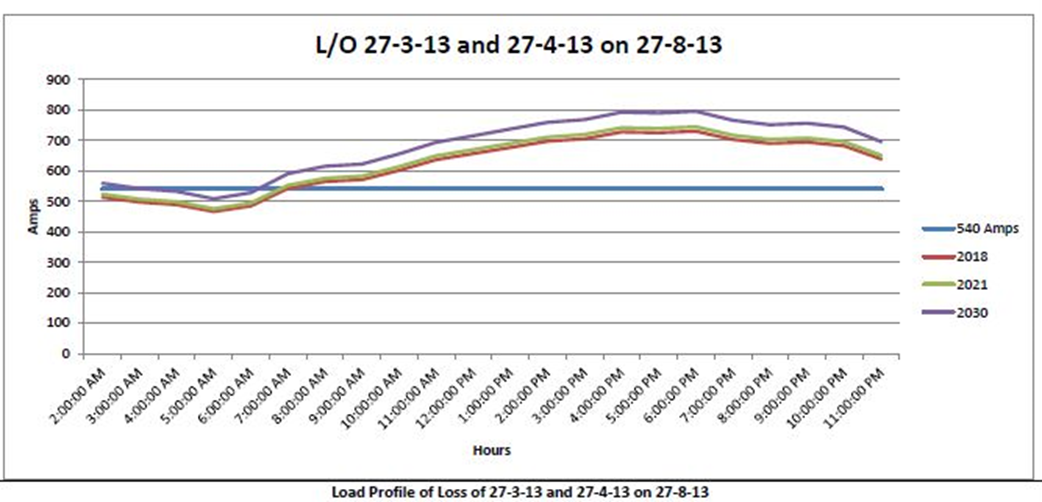 L/O 27-3-13 and 27-4-13 on 27-8-13
900
800
700
600
500
400
300
200
100
0
Amps
2:00:00 AM
3:00:00 AM
4:00:00 AM
5:00:00 AM
6:00:00 AM
7:00:00 AM
8:00:00 AM
9:00:00 AM
10:00:00 AM
11:00:00 AM
12:00:00 PM
1:00:00 PM
2:00:00 PM
3:00:00 PM
4:00:00 PM
5:00:00 PM
6:00:00 PM
7:00:00 PM
8:00:00 PM
9:00:00 PM
10:00:00 PM
11:00:00 PM
Hours
540 Amps
2018
2021
2030
Load Profile of Loss of 27-3-13 and 27-4-13 on 27-8-13